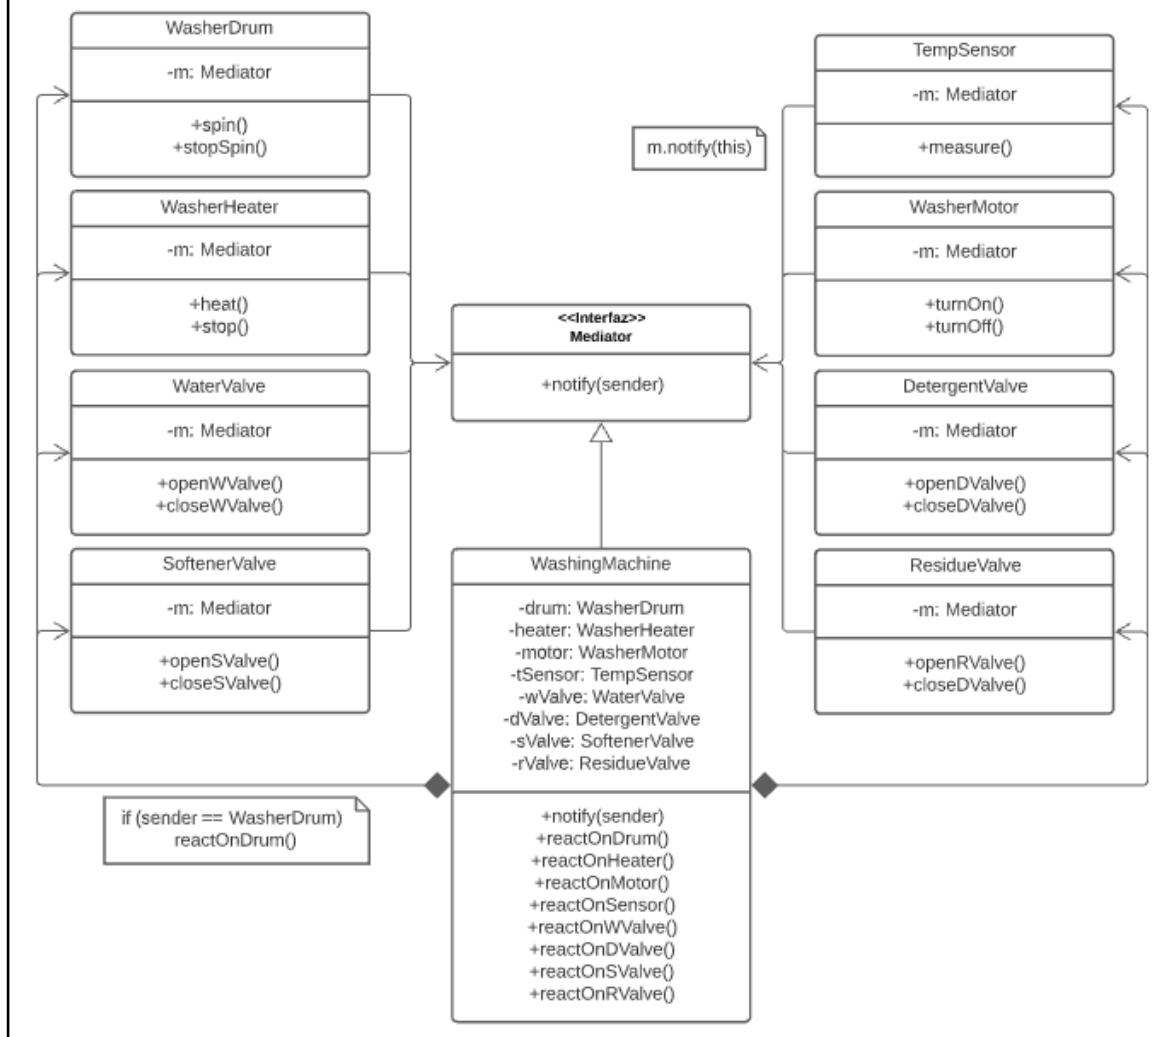 WasherDrum
-m: Mediator
+spin()
+stopSpin()
WasherHeater
-m: Mediator
+heat()
+stop()
WaterValve
-m: Mediator
+openWValve()
+closeWValve()
SoftenerValve
-m: Mediator
+openSValve()
+closeSValve()
if (sender == WasherDrum)
reactOnDrum()
<<Interfaz>>
Mediator
+notify(sender)
WashingMachine
-drum: WasherDrum
-heater: WasherHeater
-motor: WasherMotor
-tSensor: TempSensor
-wValve: WaterValve
-dValve: DetergentValve
-sValve: SoftenerValve
-rValve: ResidueValve
+notify(sender)
+reactOnDrum()
+reactOnHeater()
+reactOnMotor()
+reactOnSensor()
+reactOnWValve()
+reactOnDValve()
+reactOnSValve()
+reactOnRValve()
m.notify(this)
TempSensor
-m: Mediator
+measure()
WasherMotor
-m: Mediator
+turnOn()
+turnOff()
DetergentValve
-m: Mediator
+openDValve()
+closeDValve()
ResidueValve
-m: Mediator
+openRValve()
+closeDValve()